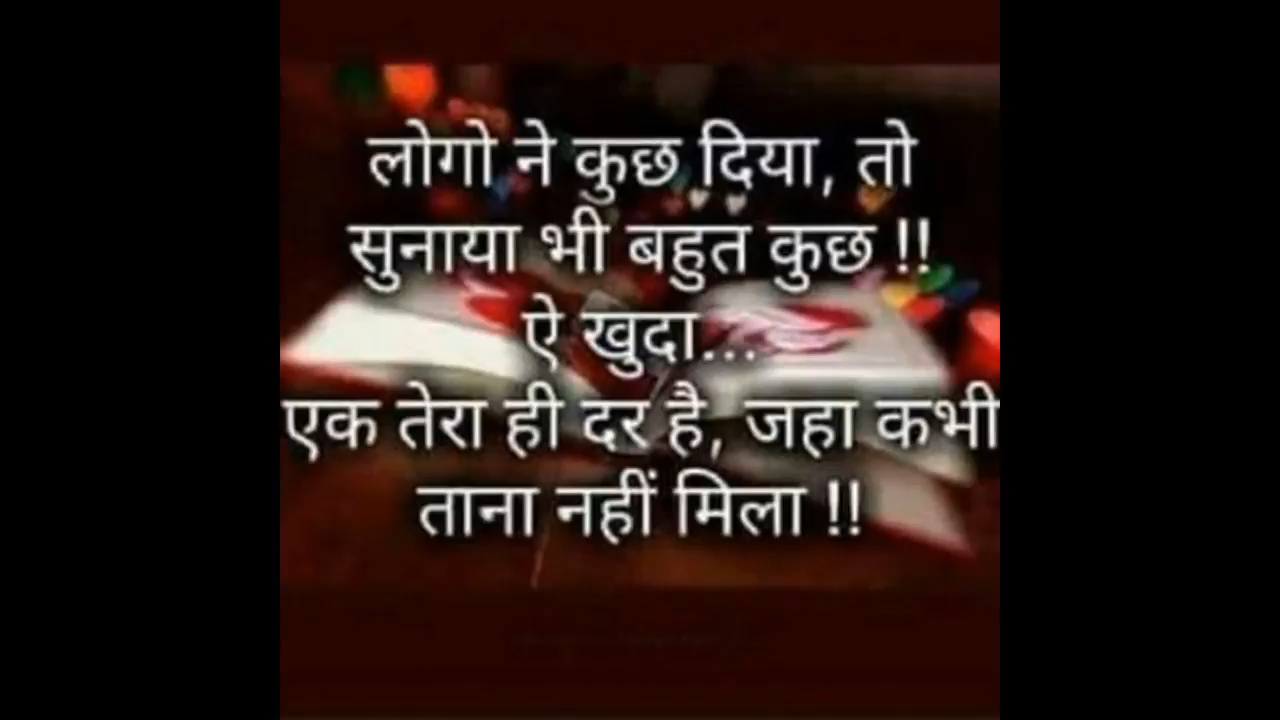 लोगो ने कुछ दिया, तो
सुनाया भी बहुत कुछ !!
ऐ खुदा...
एक तेरा ही दर है, जहा कभी
ताना नहीं मिला !!